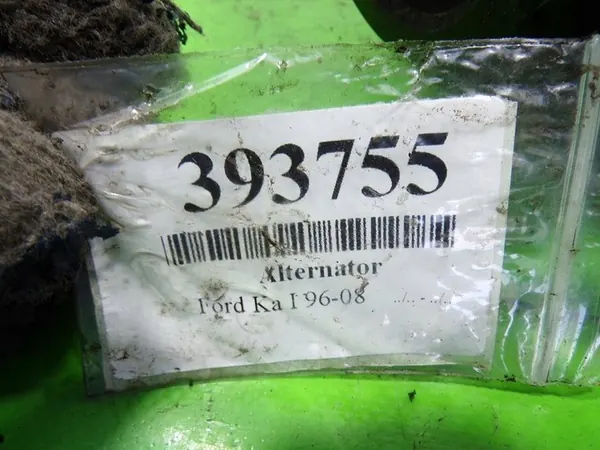 393755
Alternator
Ford Ka I 96-08 ../.. - ../..